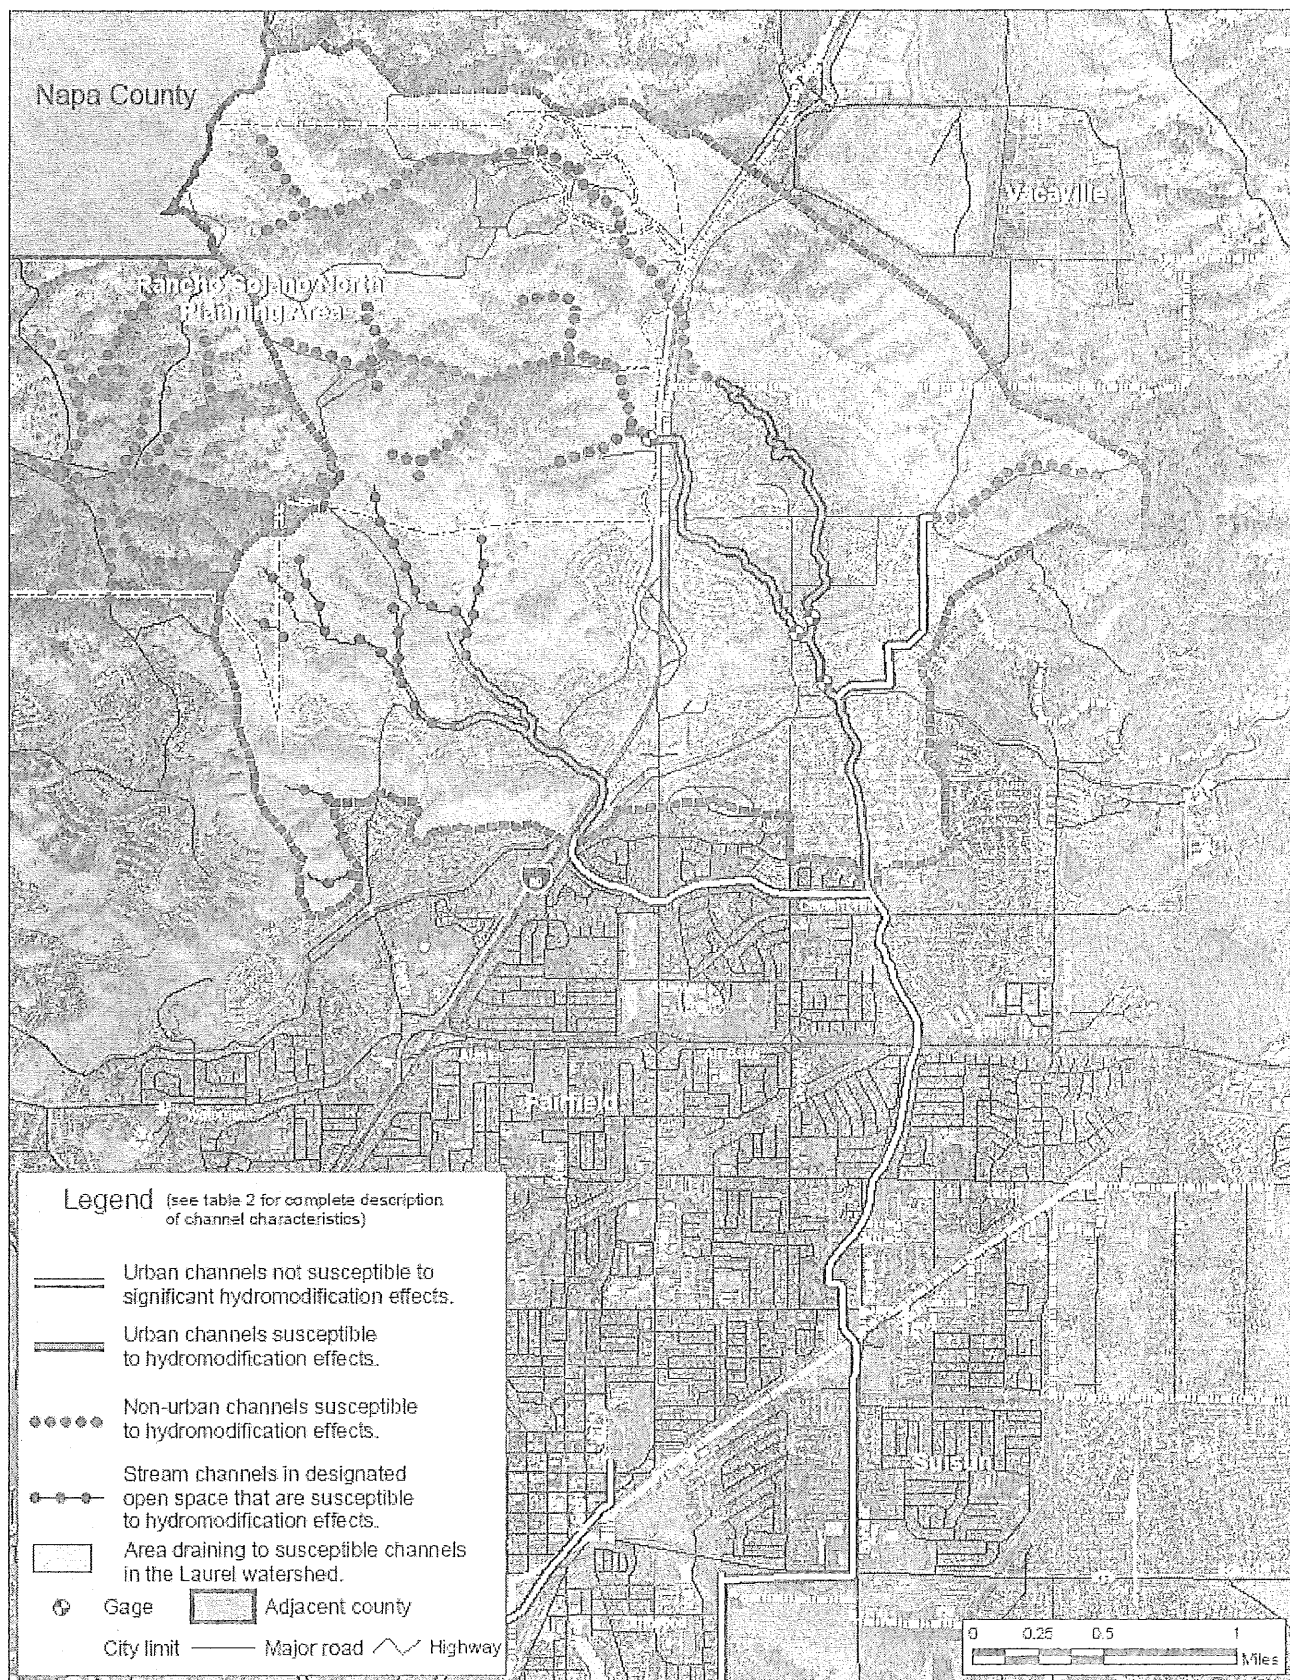 Napa County
Vacaville
Rancho Solano North
Planning Area
Fairfield
Suisun
Legend (see table 2 for complete description
of channel characteristics)
Urban channels not susceptible to
significant hydromodification effects.
Urban channels susceptible
to hydromodification effects.
Non-urban channels susceptible
to hydromodification effects.
Stream channels in designated
open space that are susceptible
to hydromodification effects.
Area draining to susceptible channels
in the Laurel watershed.
Gage Adjacent county
City limit Major road Highway
0 0.25 0.5 1
Miles